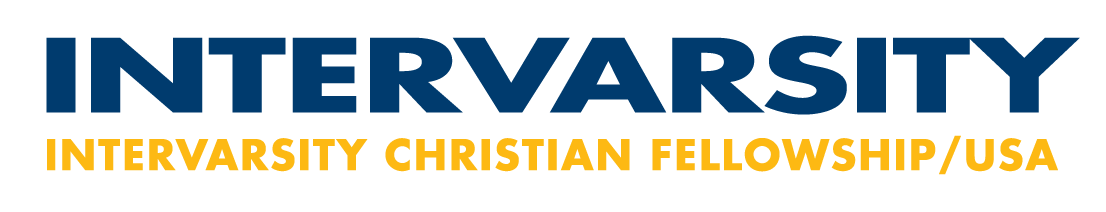 INTERVARSITY
INTERVARSITY CHRISTIAN FELLOWSHIP/USA